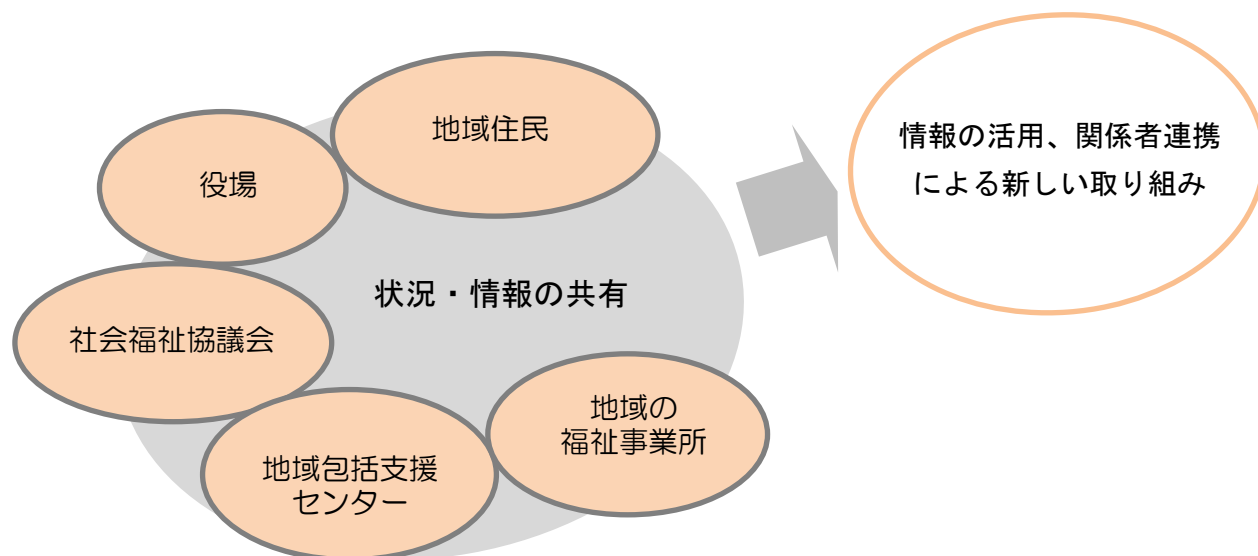 地域住民
役場
情報の活用、関係者連携
による新しい取り組み
状況・情報の共有
社会福祉協議会
地域の
福祉事業所
地域包括支援
センター